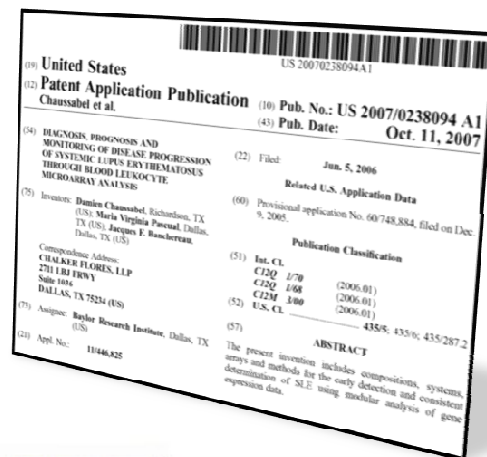 US 20070238094A1
(19) United States
(12) Patent Application Publication
Chaussabel et al.
(10) Pub. No.: US 2007/0238094 A1
(43) Pub. Date: Oct. 11, 2007
(54) DIAGNOSIS, PROGNOSIS AND
MONITORING OF DISEASE PROGRESSION
OF SYSTEMIC LUPUS ERYTHEMATOSUS
THROUGH BLOOD LEUKOCYTE
MICROARRAY ANALYSIS
(75) Inventors: Damien Chaussabel, Richardson, TX
(US); Maria Virginia Pascual, Dallas,
TX (US); Jacques F. Banchereau,
Dallas, TX (US)
Correspondence Address:
CHALKER FLORES, LLP
2711 LBJ FRWY
Suite 1036
DALLAS, TX 75234 (US)
(73) Assignee: Baylor Research Institute, Dallas, TX
(US)
(21) Appl. No.: 11/446,825
(22) Filed: Jun. 5, 2006
Related U.S. Application Data
(60) Provisional application No. 60/748,884, filed on Dec.
9, 2005.
Publication Classification
(51) Int. Cl.
C12Q 1/70 (2006.01)
C12Q 1/68 (2006.01)
C12M 3/00 (2006.01)
(52) U.S. Cl. 435/5; 435/6; 435/287.2
(57) ABSTRACT
The present invention includes compositions, systems,
arrays and methods for the early detection and consistent
determination of SLE using modular analysis of gene
expression data.